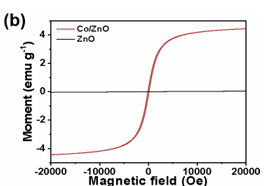 (b)
Moment (emu g⁻¹)
4
2
0
-2
-4
Co/ZnO
ZnO
-20000 -10000 0 10000 20000
Magnetic field (Oe)